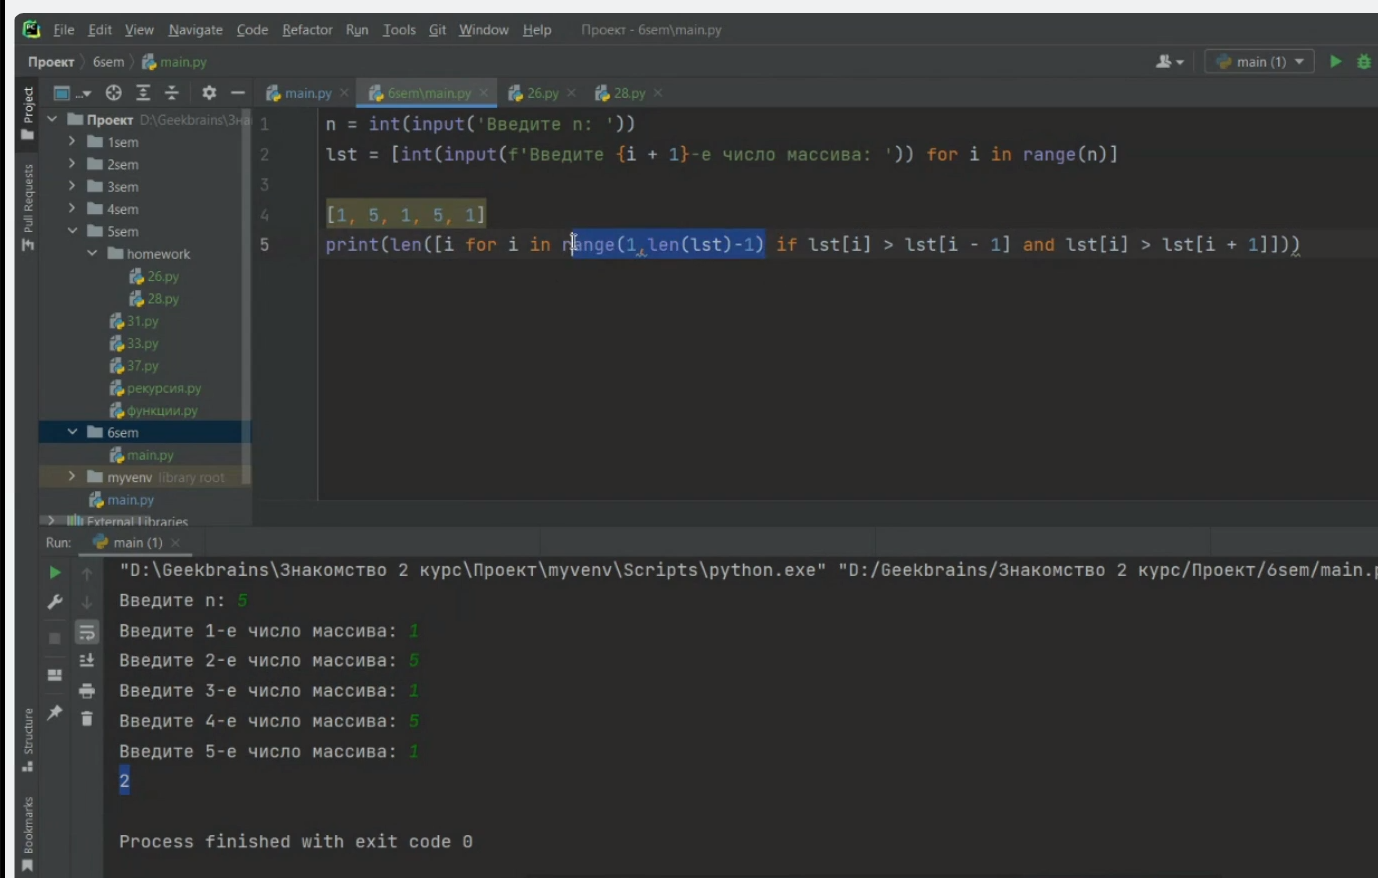 File Edit View Navigate Code Refactor Run Tools Git Window Help Проект - 6sem\main.py
Проект 6sem main.py main (1)
Project
Pull Requests
Structure
Bookmarks
main.py 6sem\main.py 26.py 28.py
Проект D:\Geekbrains\Зна
1sem
2sem
3sem
4sem
5sem
homework
26.py
28.py
31.py
33.py
37.py
рекурсия.py
функции.py
6sem
main.py
myvenv library root
main.py
External Libraries
1 n = int(input('Введите n: '))
2 lst = [int(input(f'Введите {i + 1}-е число массива: ')) for i in range(n)]
3
4 [1, 5, 1, 5, 1]
5 print(len([i for i in range(1,len(lst)-1) if lst[i] > lst[i - 1] and lst[i] > lst[i + 1]]))
Run: main (1)
"D:\Geekbrains\Знакомство 2 курс\Проект\myvenv\Scripts\python.exe" "D:/Geekbrains/Знакомство 2 курс/Проект/6sem/main.p
Введите n: 5
Введите 1-е число массива: 1
Введите 2-е число массива: 5
Введите 3-е число массива: 1
Введите 4-е число массива: 5
Введите 5-е число массива: 1
2
Process finished with exit code 0